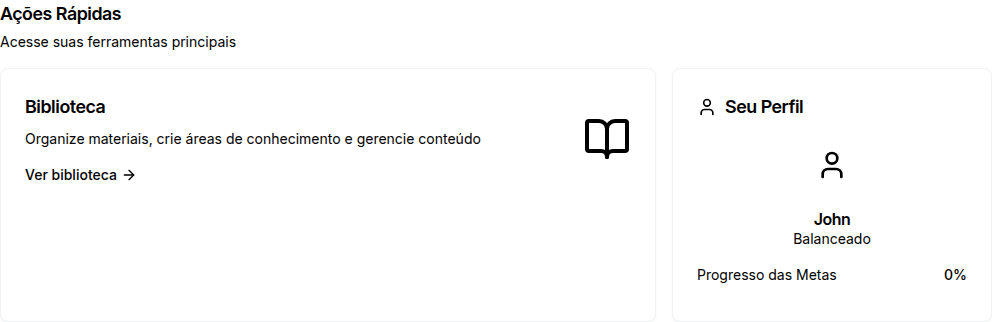 Ações Rápidas
Acesse suas ferramentas principais
Biblioteca
Organize materiais, crie áreas de conhecimento e gerencie conteúdo
Ver biblioteca →
Seu Perfil
John
Balanceado
Progresso das Metas 0%